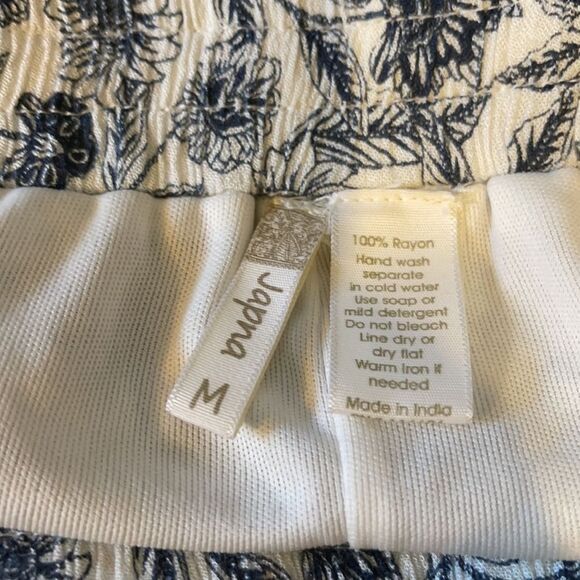 Japna
M
100% Rayon
Hand wash
separate
in cold water
Use soap or
mild detergent
Do not bleach
Line dry or
dry flat
Warm iron if
needed
Made in India